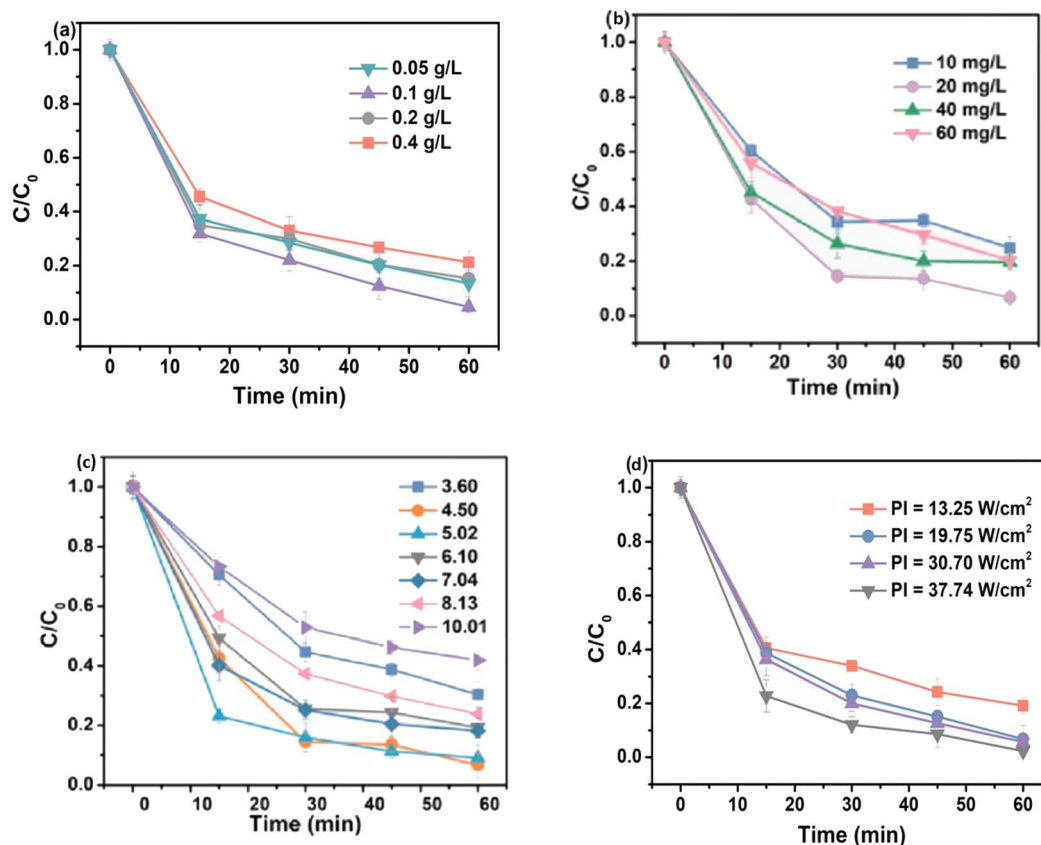 (a)
0.05 g/L
0.1 g/L
0.2 g/L
0.4 g/L
1.0
0.8
0.6
0.4
0.2
0.0
C/C₀
0 10 20 30 40 50 60
Time (min)
(b)
10 mg/L
20 mg/L
40 mg/L
60 mg/L
1.0
0.8
0.6
0.4
0.2
0.0
C/C₀
0 10 20 30 40 50 60
Time (min)
(c)
3.60
4.50
5.02
6.10
7.04
8.13
10.01
1.0
0.8
0.6
0.4
0.2
0.0
C/C₀
0 10 20 30 40 50 60
Time (min)
(d)
PI = 13.25 W/cm²
PI = 19.75 W/cm²
PI = 30.70 W/cm²
PI = 37.74 W/cm²
1.0
0.8
0.6
0.4
0.2
0.0
C/C₀
0 10 20 30 40 50 60
Time (min)